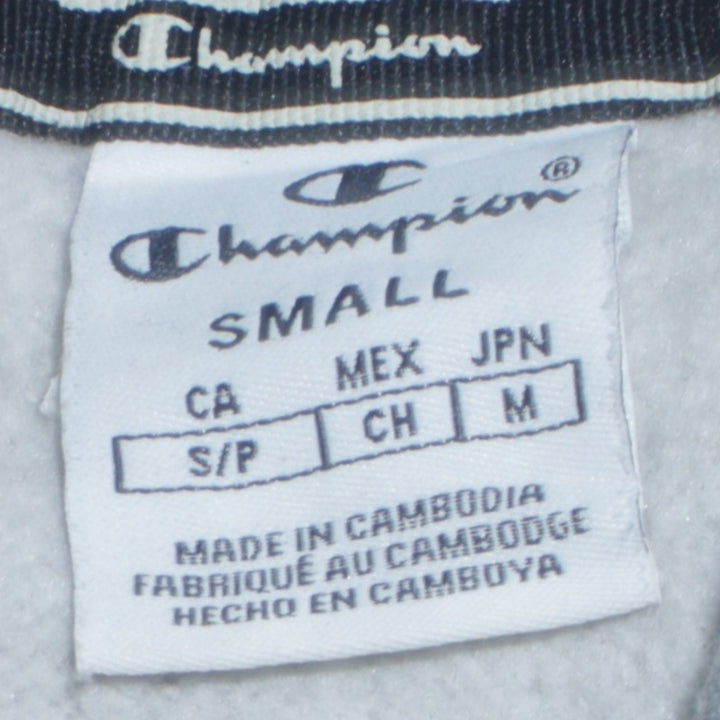 Champion
Champion®
SMALL
CA MEX JPN
S/P CH M
MADE IN CAMBODIA
FABRIQUÉ AU CAMBODGE
HECHO EN CAMBOYA